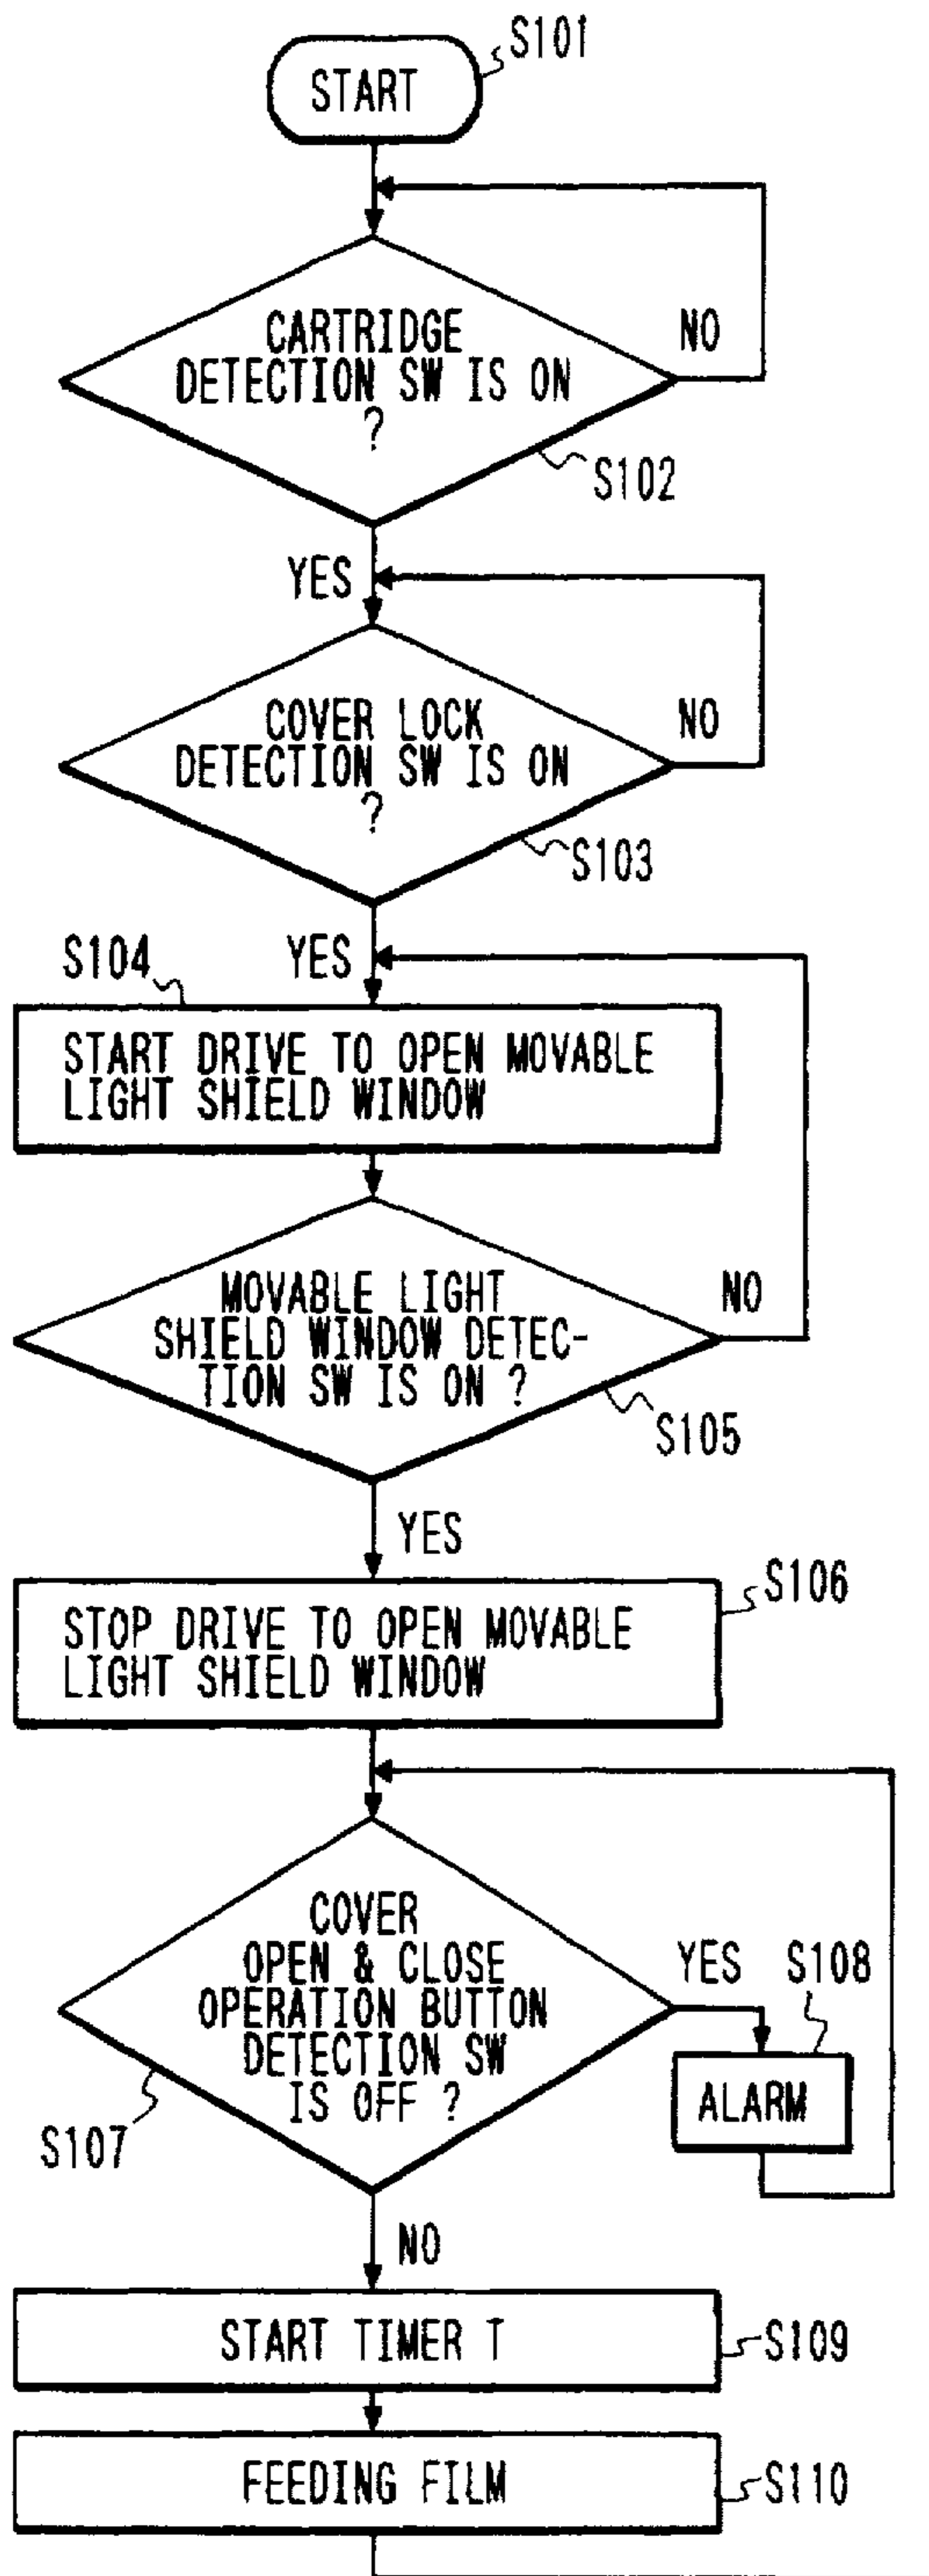 S101
START
NO
CARTRIDGE
DETECTION SW IS ON
?
S102
YES
NO
COVER LOCK
DETECTION SW IS ON
?
S103
S104
YES
START DRIVE TO OPEN MOVABLE
LIGHT SHIELD WINDOW
NO
MOVABLE LIGHT
SHIELD WINDOW DETEC-
TION SW IS ON ?
S105
YES
S106
STOP DRIVE TO OPEN MOVABLE
LIGHT SHIELD WINDOW
COVER
OPEN & CLOSE
OPERATION BUTTON
DETECTION SW
IS OFF ?
YES
S108
ALARM
S107
NO
START TIMER T
S109
FEEDING FILM
S110